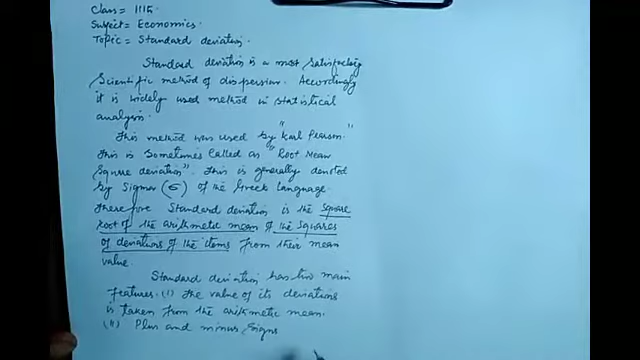 Class = 11th
Subject = Economics.
Topic = Standard deviation.
Standard deviation is a most satisfactory
Scientific method of dispersion. Accordingly
it is widely used method in statistical
analysis.
This method was used by "Karl Pearson."
This is Sometimes Called as "Root Mean
Square deviation". This is generally denoted
by Sigma (σ) of the Greek Language.
Therefore Standard deviation is the Square
Root of the arithmetic mean of the Squares
of deviations of the items from their mean
value.
Standard deviation has two main
features. (i) The value of its deviations
is taken from the arithmetic mean.
(ii) Plus and minus Signs